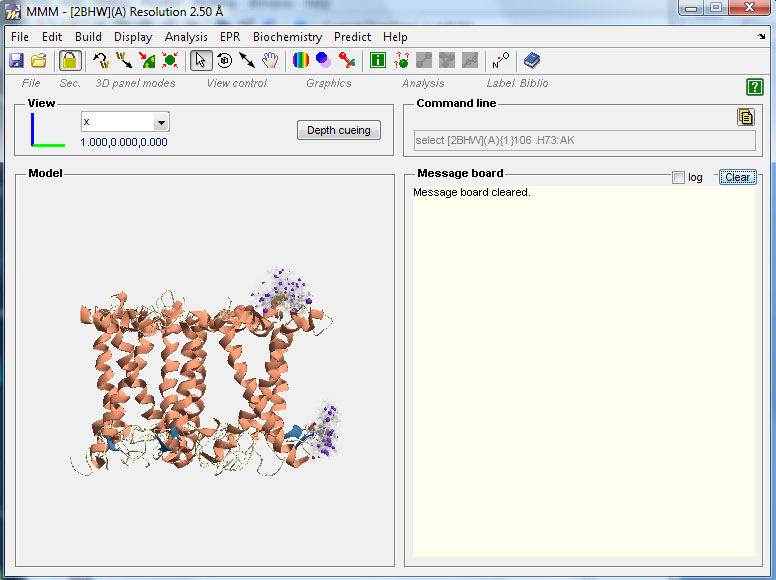 MMM - [2BHW](A) Resolution 2.50 Å
File Edit Build Display Analysis EPR Biochemistry Predict Help
File Sec. 3D panel modes View control Graphics Analysis Label Biblio
View
x
1.000,0.000,0.000
Depth cueing
Command line
select [2BHW](A){1}106 .H73:AK
Model
Message board
log
Clear
Message board cleared.